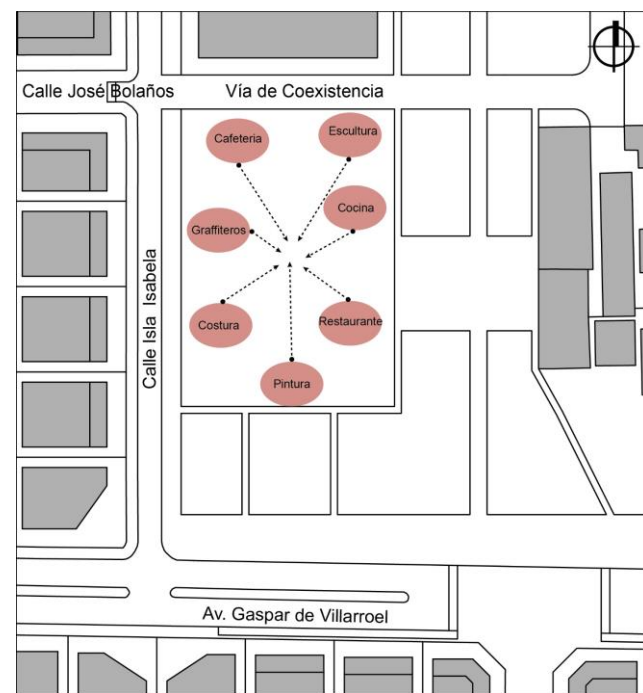 Calle José Bolaños
Vía de Coexistencia
Cafeteria
Escultura
Cocina
Graffiteros
Costura
Restaurante
Pintura
Calle Isla Isabela
Av. Gaspar de Villarroel